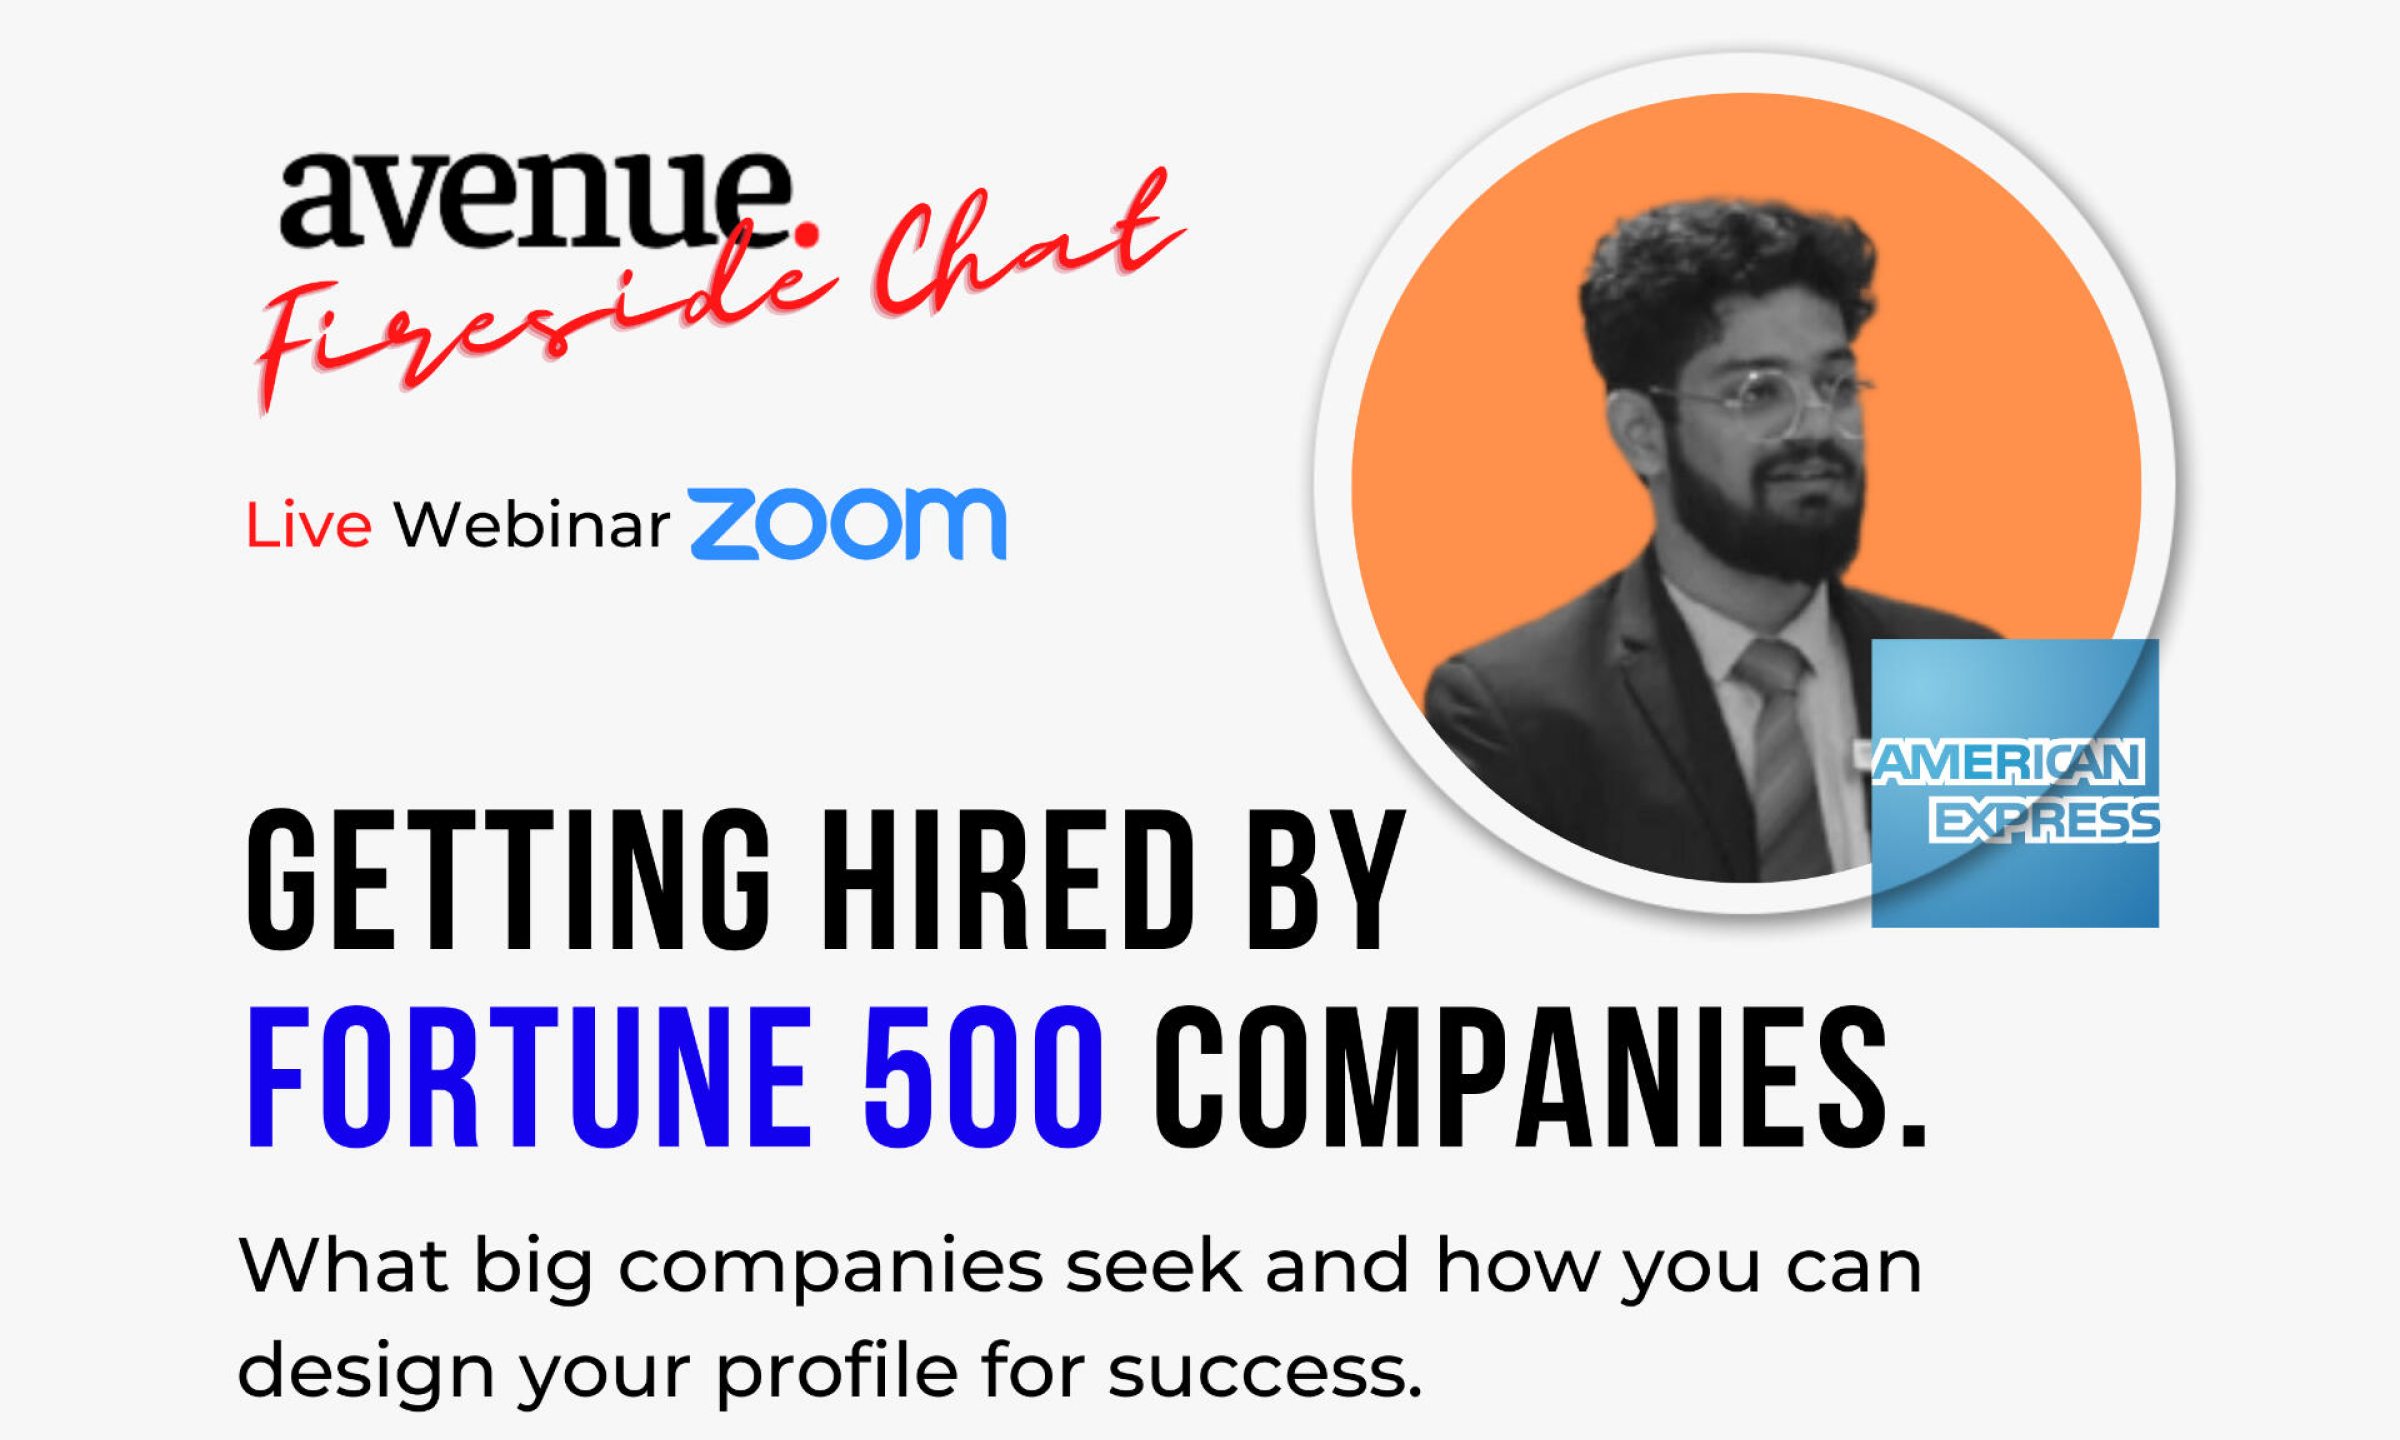 avenue.
Fireside Chat
Live Webinar zoom
AMERICAN
EXPRESS
GETTING HIRED BY
FORTUNE 500 COMPANIES.
What big companies seek and how you can
design your profile for success.